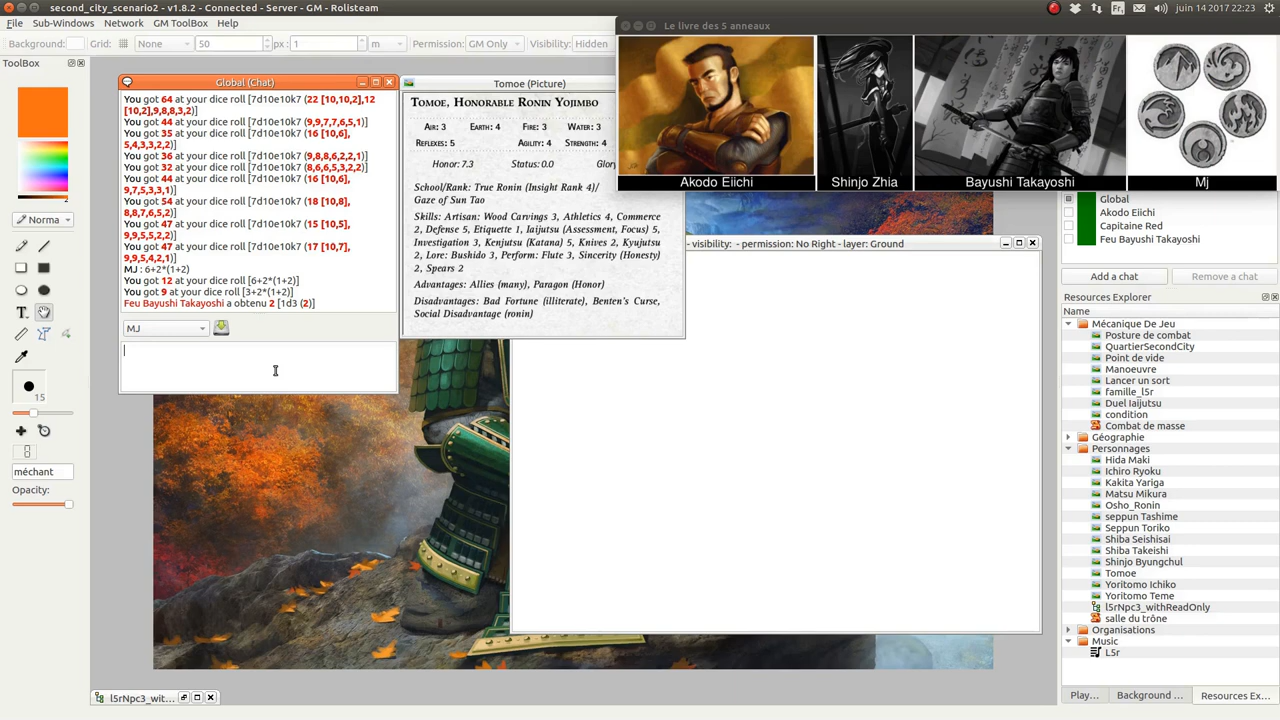 second_city_scenario2 - v1.8.2 - Connected - Server - GM - Rolisteam
Fr
juin 14 2017 22:23
File Sub-Windows Network GM ToolBox Help
Le livre des 5 anneaux
Background: Grid: None 50 px : 1 m Permission: GM Only Visibility: Hidden
ToolBox
Norma
T
15
méchant
Opacity:
Global (Chat)
You got 64 at your dice roll [7d10e10k7 (22 [10,10,2],12
[10,2],9,8,8,3,2)]
You got 44 at your dice roll [7d10e10k7 (9,9,7,7,6,5,1)]
You got 35 at your dice roll [7d10e10k7 (16 [10,6],
5,4,3,3,2,2)]
You got 36 at your dice roll [7d10e10k7 (9,8,8,6,2,2,1)]
You got 32 at your dice roll [7d10e10k7 (8,6,6,5,3,2,2)]
You got 44 at your dice roll [7d10e10k7 (16 [10,6],
9,7,5,3,3,1)]
You got 54 at your dice roll [7d10e10k7 (18 [10,8],
8,8,7,6,5,2)]
You got 47 at your dice roll [7d10e10k7 (15 [10,5],
9,9,5,5,2,2)]
You got 47 at your dice roll [7d10e10k7 (17 [10,7],
9,9,5,4,2,1)]
MJ : 6+2*(1+2)
You got 12 at your dice roll [6+2*(1+2)]
You got 9 at your dice roll [3+2*(1+2)]
Feu Bayushi Takayoshi a obtenu 2 [1d3 (2)]
MJ
Tomoe (Picture)
Tomoe, Honorable Ronin Yojimbo
Air: 3 Earth: 4 Fire: 3 Water: 3
Reflexes: 5 Agility: 4 Strength: 4
Honor: 7.3 Status: 0.0 Glory
School/Rank: True Ronin (Insight Rank 4)/
Gaze of Sun Tao
Skills: Artisan: Wood Carvings 3, Athletics 4, Commerce
2, Defense 5, Etiquette 1, Iaijutsu (Assessment, Focus) 5,
Investigation 3, Kenjutsu (Katana) 5, Knives 2, Kyujutsu
2, Lore: Bushido 3, Perform: Flute 3, Sincerity (Honesty)
2, Spears 2
Advantages: Allies (many), Paragon (Honor)
Disadvantages: Bad Fortune (illiterate), Benten's Curse,
Social Disadvantage (ronin)
Akodo Eiichi
Shinjo Zhia
Bayushi Takayoshi
Mj
- visibility: - permission: No Right - layer: Ground
Global
Akodo Eiichi
Capitaine Red
Feu Bayushi Takayoshi
Add a chat Remove a chat
Resources Explorer
Name
Mécanique De Jeu
Posture de combat
QuartierSecondCity
Point de vide
Manoeuvre
Lancer un sort
famille_l5r
Duel Iaijutsu
condition
Combat de masse
Géographie
Personnages
Hida Maki
Ichiro Ryoku
Kakita Yariga
Matsu Mikura
Osho_Ronin
seppun Tashime
Seppun Toriko
Shiba Seishisai
Shiba Takeishi
Shinjo Byungchul
Tomoe
Yoritomo Ichiko
Yoritomo Teme
l5rNpc3_withReadOnly
salle du trône
Organisations
Music
L5r
l5rNpc3_wit...
Play... Background ... Resources Ex...